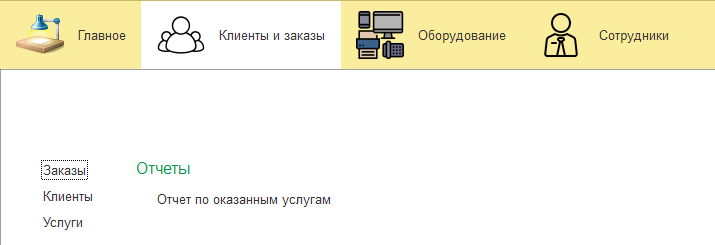 Главное
Клиенты и заказы
Оборудование
Сотрудники
Заказы
Клиенты
Услуги
Отчеты
Отчет по оказанным услугам